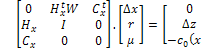 [0 H_x^t W C_x^t] [Δx] = [0
[H_x I 0] [r] = Δz
[C_x 0 0] [μ] = −c_0(x